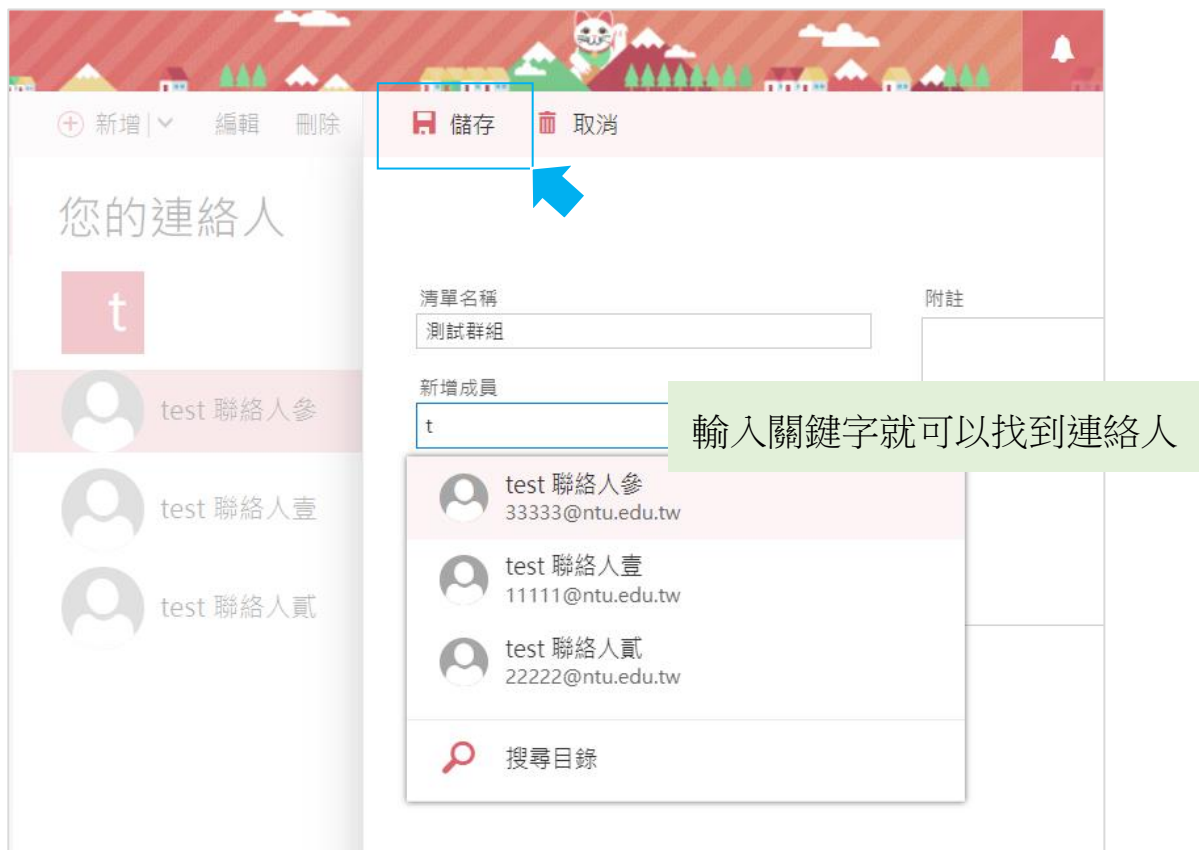 新增 編輯 刪除 儲存 取消
您的連絡人
t
清單名稱 附註
測試群組
新增成員
t
輸入關鍵字就可以找到連絡人
test 聯絡人參
test 聯絡人壹
test 聯絡人貳
test 聯絡人參
33333@ntu.edu.tw
test 聯絡人壹
11111@ntu.edu.tw
test 聯絡人貳
22222@ntu.edu.tw
搜尋目錄